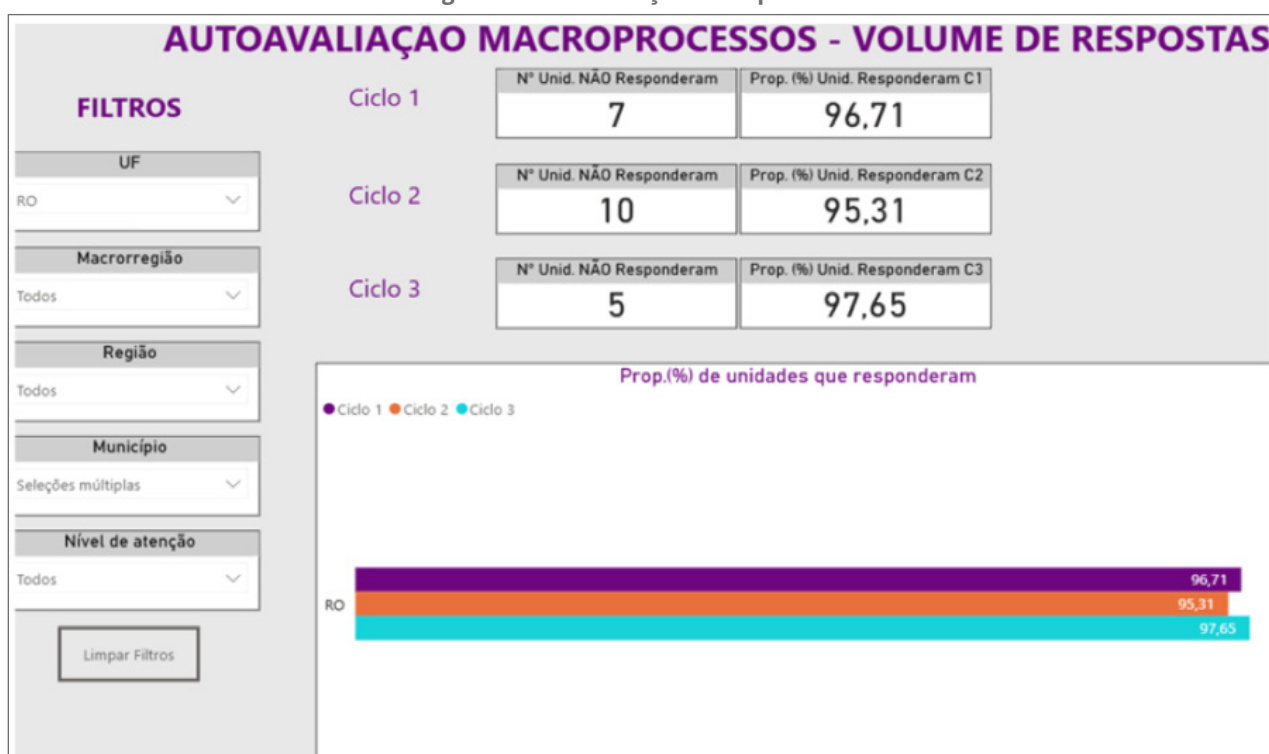 AUTOAVALIAÇAO MACROPROCESSOS - VOLUME DE RESPOSTAS
FILTROS
UF
RO
Macrorregião
Todos
Região
Todos
Município
Seleções múltiplas
Nível de atenção
Todos
Limpar Filtros
Ciclo 1
N° Unid. NÃO Responderam
7
Prop. (%) Unid. Responderam C1
96,71
Ciclo 2
N° Unid. NÃO Responderam
10
Prop. (%) Unid. Responderam C2
95,31
Ciclo 3
N° Unid. NÃO Responderam
5
Prop. (%) Unid. Responderam C3
97,65
Prop.(%) de unidades que responderam
Ciclo 1 Ciclo 2 Ciclo 3
RO
96,71
95,31
97,65